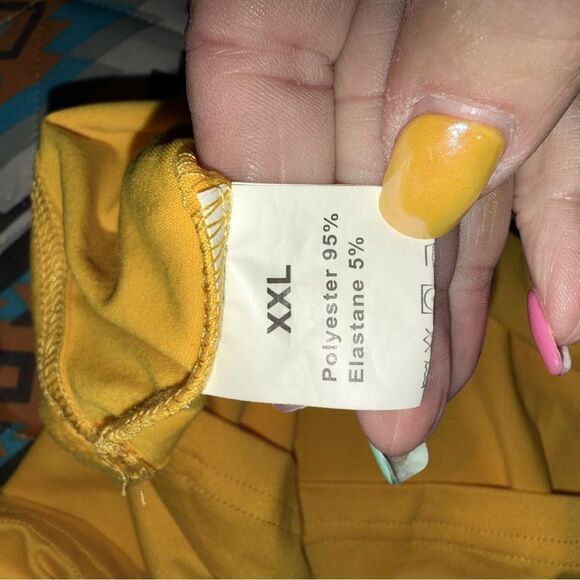 XXL
Polyester 95%
Elastane 5%